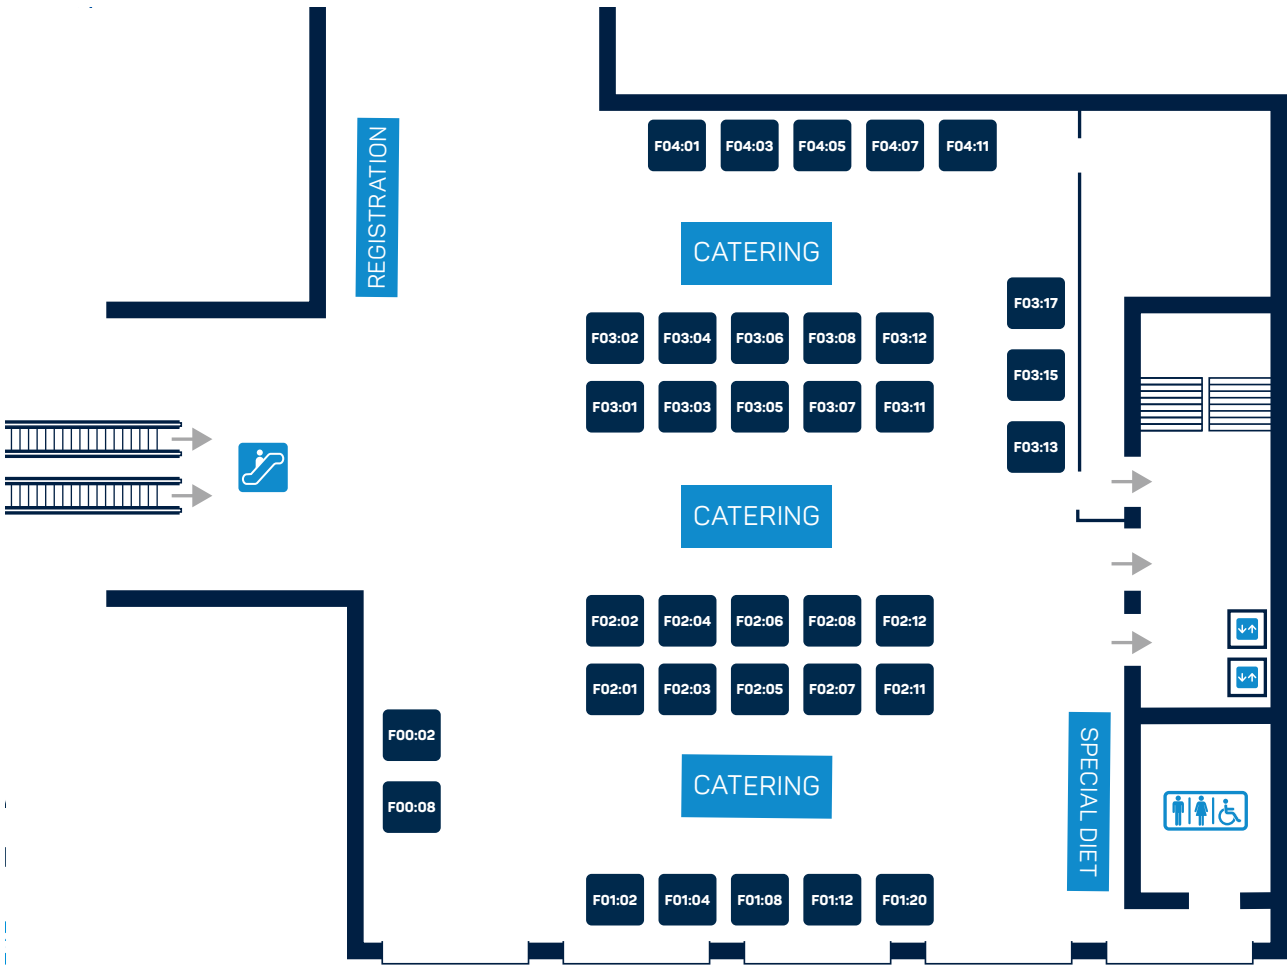 REGISTRATION
F04:01 F04:03 F04:05 F04:07 F04:11
CATERING
F03:17
F03:02 F03:04 F03:06 F03:08 F03:12
F03:15
F03:01 F03:03 F03:05 F03:07 F03:11
F03:13
CATERING
F02:02 F02:04 F02:06 F02:08 F02:12
F02:01 F02:03 F02:05 F02:07 F02:11
F00:02
CATERING
SPECIAL DIET
F00:08
F01:02 F01:04 F01:08 F01:12 F01:20